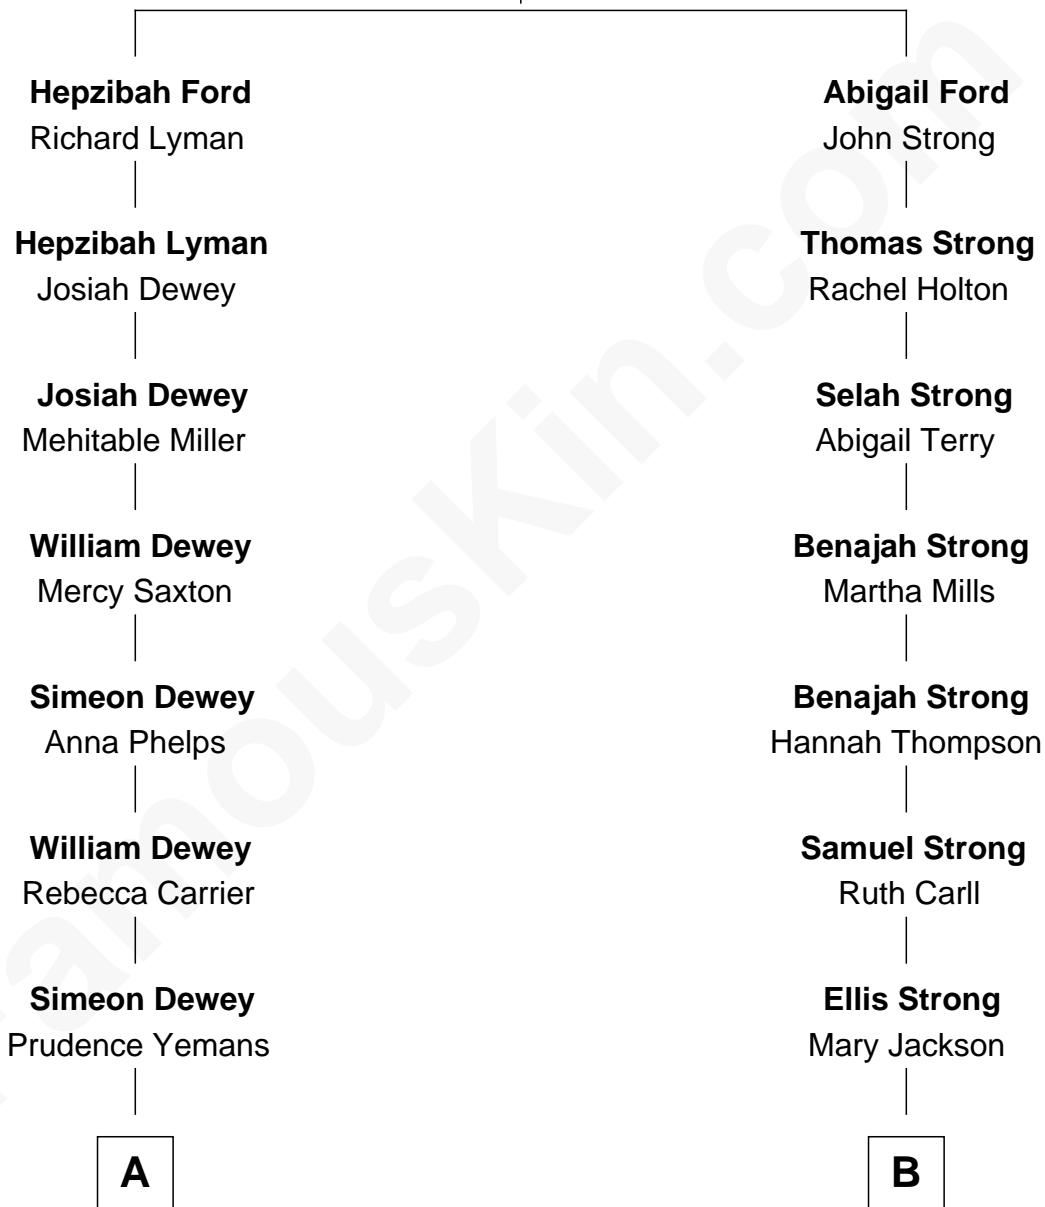 Hepzibah Ford
Richard Lyman
Hepzibah Lyman
Josiah Dewey
Josiah Dewey
Mehitable Miller
William Dewey
Mercy Saxton
Simeon Dewey
Anna Phelps
William Dewey
Rebecca Carrier
Simeon Dewey
Prudence Yemans
A
Abigail Ford
John Strong
Thomas Strong
Rachel Holton
Selah Strong
Abigail Terry
Benajah Strong
Martha Mills
Benajah Strong
Hannah Thompson
Samuel Strong
Ruth Carll
Ellis Strong
Mary Jackson
B
FamousKin.com